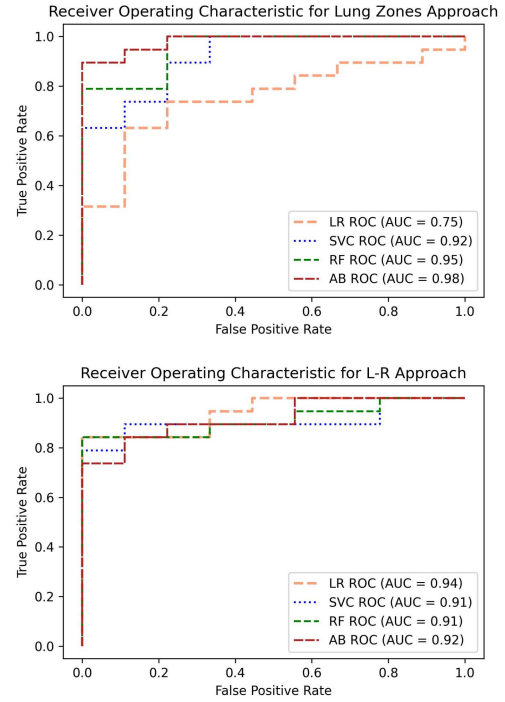 Receiver Operating Characteristic for Lung Zones Approach
1.0
0.8
0.6
0.4
0.2
0.0
True Positive Rate
LR ROC (AUC = 0.75)
SVC ROC (AUC = 0.92)
RF ROC (AUC = 0.95)
AB ROC (AUC = 0.98)
0.0 0.2 0.4 0.6 0.8 1.0
False Positive Rate
Receiver Operating Characteristic for L-R Approach
1.0
0.8
0.6
0.4
0.2
0.0
True Positive Rate
LR ROC (AUC = 0.94)
SVC ROC (AUC = 0.91)
RF ROC (AUC = 0.91)
AB ROC (AUC = 0.92)
0.0 0.2 0.4 0.6 0.8 1.0
False Positive Rate